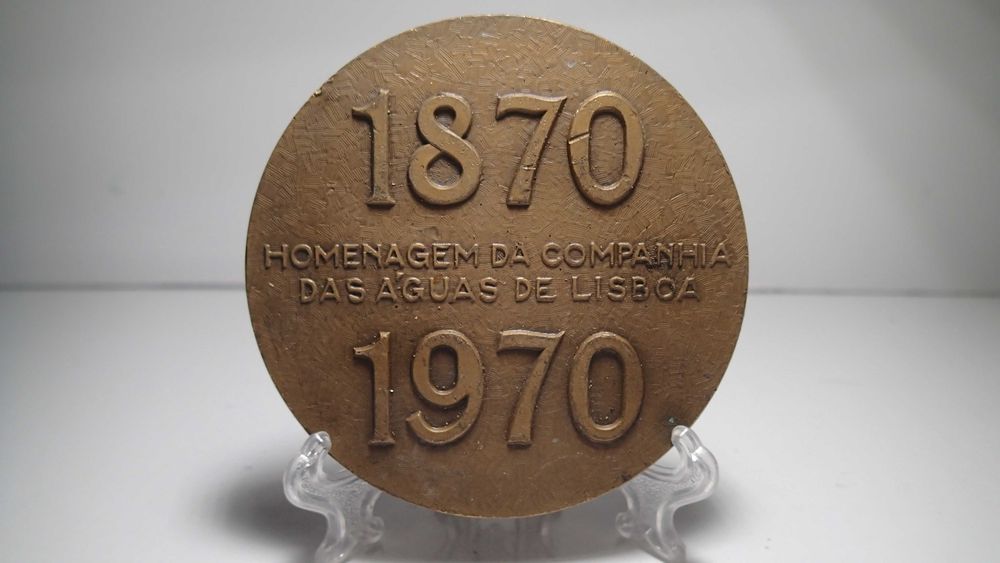 1870
HOMENAGEM DA COMPANHIA
DAS ÁGUAS DE LISBOA
1970